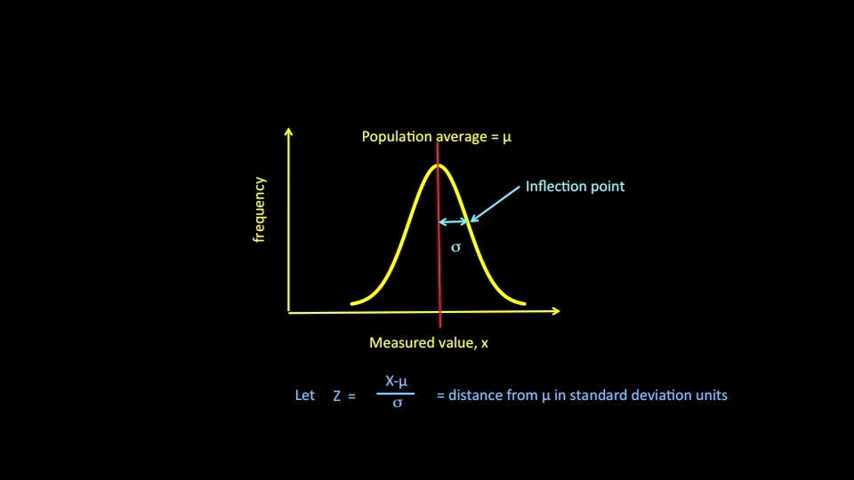 Population average = μ
frequency
Inflection point
σ
Measured value, x
Let Z = X-μ / σ = distance from μ in standard deviation units